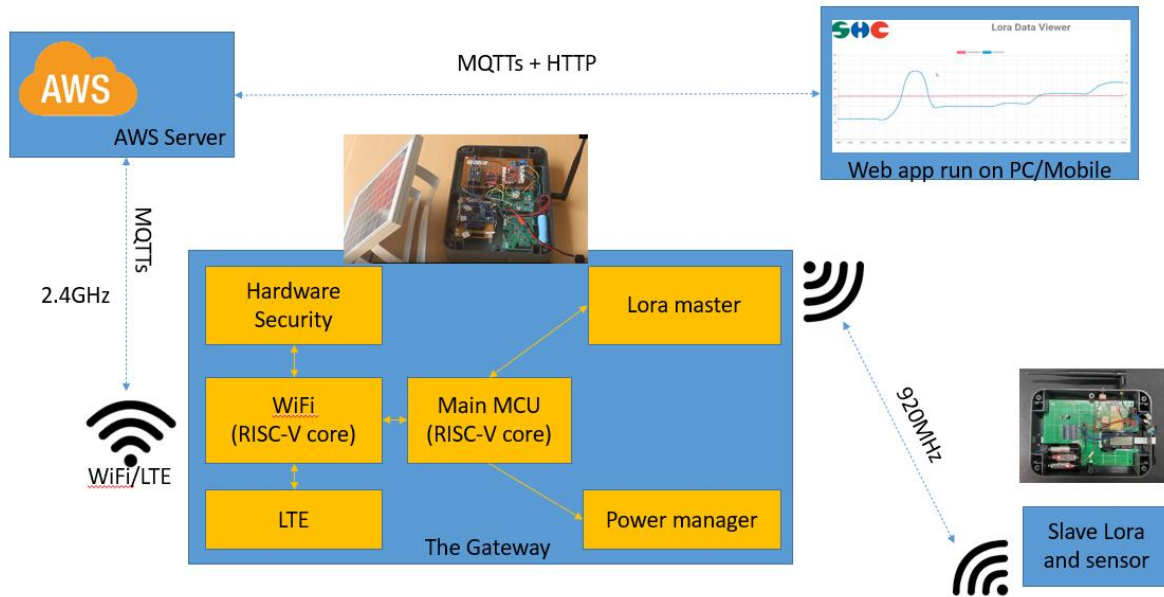 AWS
AWS Server
MQTTs + HTTP
SHC
Lora Data Viewer
Web app run on PC/Mobile
MQTTs
2.4GHz
WiFi/LTE
Hardware
Security
Lora master
WiFi
(RISC-V core)
Main MCU
(RISC-V core)
LTE
Power manager
The Gateway
920MHz
Slave Lora
and sensor